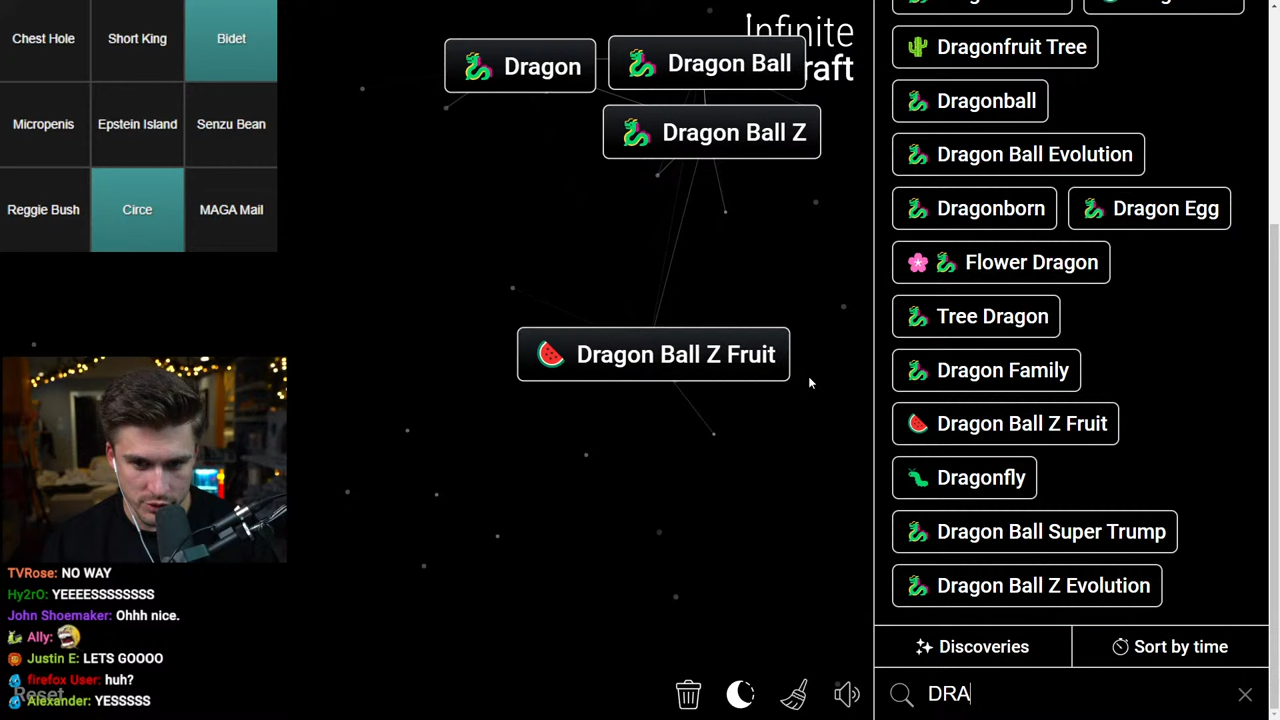 Chest Hole
Short King
Bidet
Micropenis
Epstein Island
Senzu Bean
Reggie Bush
Circe
MAGA Mail
Infinite
raft
Dragon
Dragon Ball
Dragon Ball Z
Dragon Ball Z Fruit
Dragonfruit Tree
Dragonball
Dragon Ball Evolution
Dragonborn
Dragon Egg
Flower Dragon
Tree Dragon
Dragon Family
Dragon Ball Z Fruit
Dragonfly
Dragon Ball Super Trump
Dragon Ball Z Evolution
Discoveries
Sort by time
DRA
TVRose: NO WAY
Hy2rO: YEEEESSSSSSS
John Shoemaker: Ohhh nice.
Ally:
Justin E: LETS GOOOO
firefox User: huh?
Reset
Alexander: YESSSSS